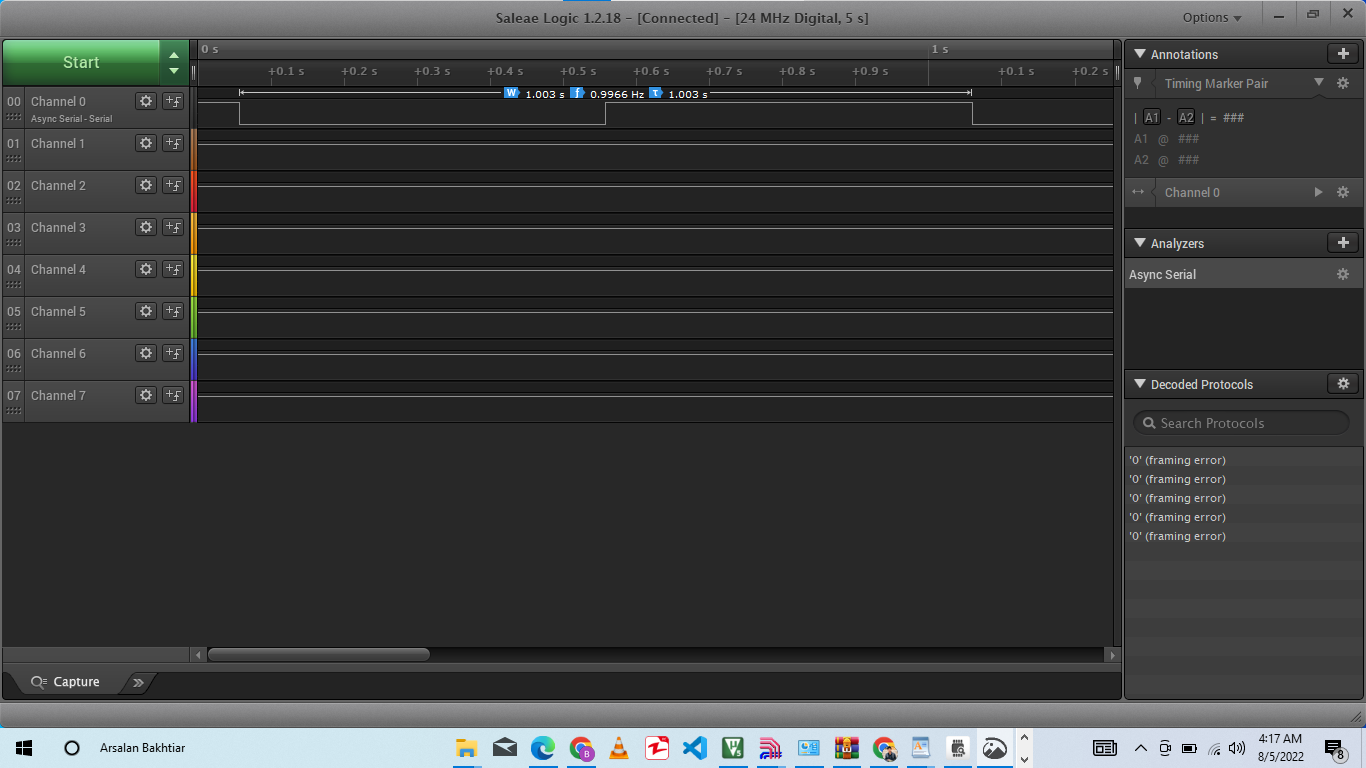 Saleae Logic 1.2.18 - [Connected] - [24 MHz Digital, 5 s]
Options
Start
0 s
1 s
+0.1 s +0.2 s +0.3 s +0.4 s +0.5 s +0.6 s +0.7 s +0.8 s +0.9 s +0.1 s +0.2 s
W 1.003 s f 0.9966 Hz τ 1.003 s
00 Channel 0
Async Serial - Serial
01 Channel 1
02 Channel 2
03 Channel 3
04 Channel 4
05 Channel 5
06 Channel 6
07 Channel 7
Capture
Annotations
Timing Marker Pair
| A1 - A2 | = ###
A1 @ ###
A2 @ ###
Channel 0
Analyzers
Async Serial
Decoded Protocols
Search Protocols
'0' (framing error)
'0' (framing error)
'0' (framing error)
'0' (framing error)
'0' (framing error)
Arsalan Bakhtiar
4:17 AM
8/5/2022
8